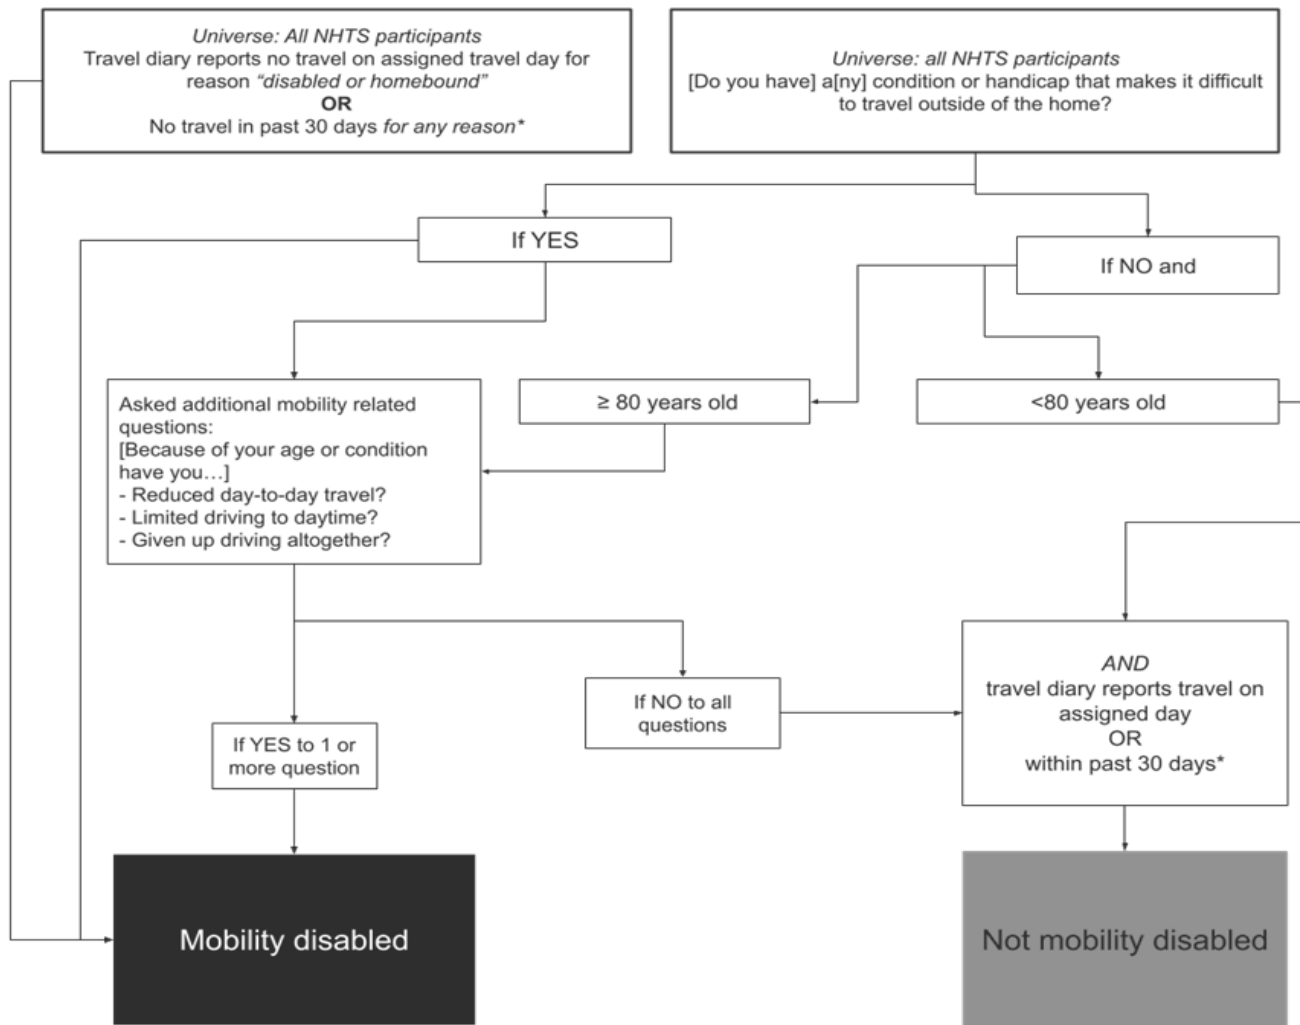 Universe: All NHTS participants
Travel diary reports no travel on assigned travel day for
reason “disabled or homebound”
OR
No travel in past 30 days for any reason*
Universe: all NHTS participants
[Do you have] a[ny] condition or handicap that makes it difficult
to travel outside of the home?
If YES
If NO and
≥ 80 years old
<80 years old
Asked additional mobility related
questions:
[Because of your age or condition
have you...]
- Reduced day-to-day travel?
- Limited driving to daytime?
- Given up driving altogether?
If YES to 1 or
more question
If NO to all
questions
AND
travel diary reports travel on
assigned day
OR
within past 30 days*
Mobility disabled
Not mobility disabled